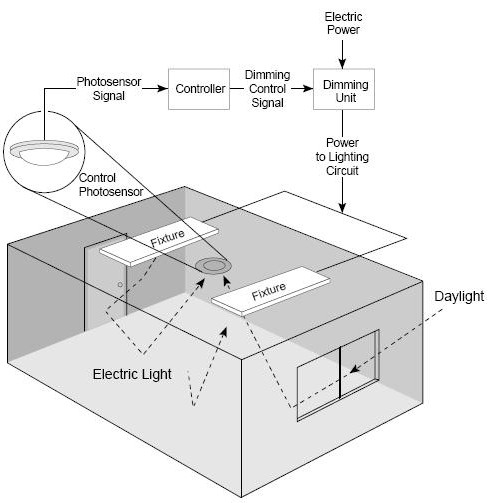 Electric
Power
Photosensor
Signal
Controller
Dimming
Control
Signal
Dimming
Unit
Power
to Lighting
Circuit
Control
Photosensor
Fixture
Fixture
Daylight
Electric Light